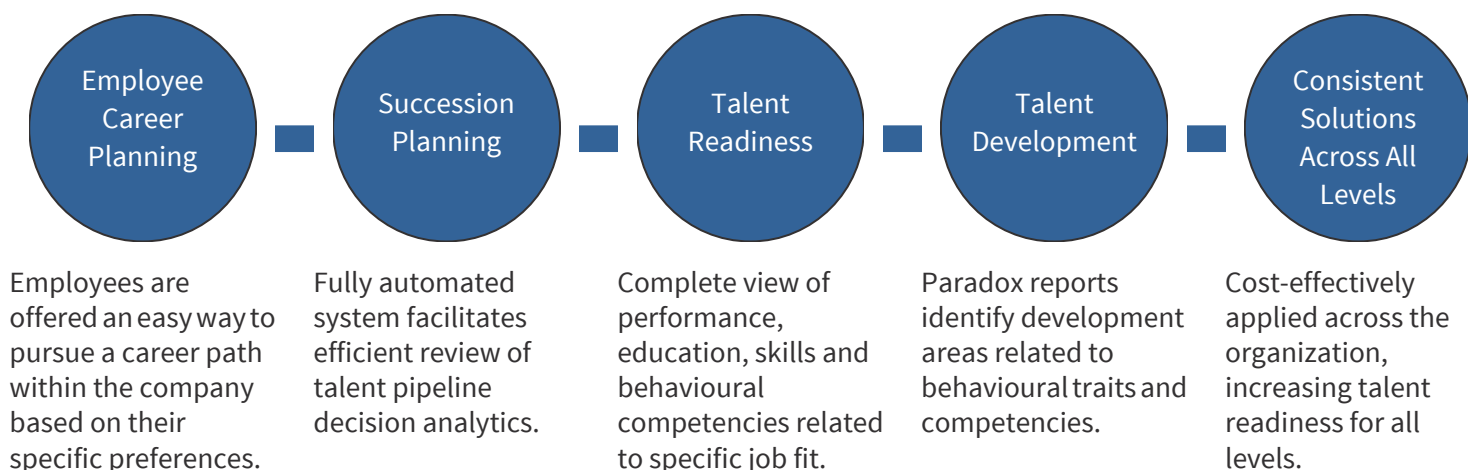 Employee
Career
Planning
Succession
Planning
Talent
Readiness
Talent
Development
Consistent
Solutions
Across All
Levels
Employees are
offered an easy way to
pursue a career path
within the company
based on their
specific preferences.
Fully automated
system facilitates
efficient review of
talent pipeline
decision analytics.
Complete view of
performance,
education, skills and
behavioural
competencies related
to specific job fit.
Paradox reports
identify development
areas related to
behavioural traits and
competencies.
Cost-effectively
applied across the
organization,
increasing talent
readiness for all
levels.